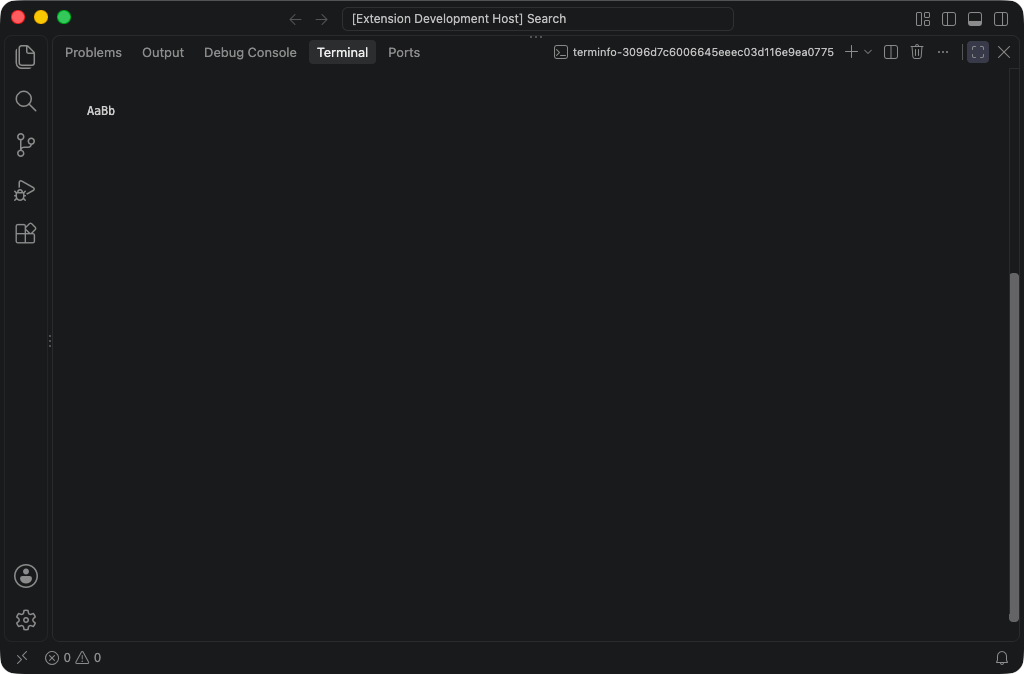 [Extension Development Host] Search
Problems Output Debug Console Terminal Ports
terminfo-3096d7c6006645eeec03d116e9ea0775
AaBb
0 0